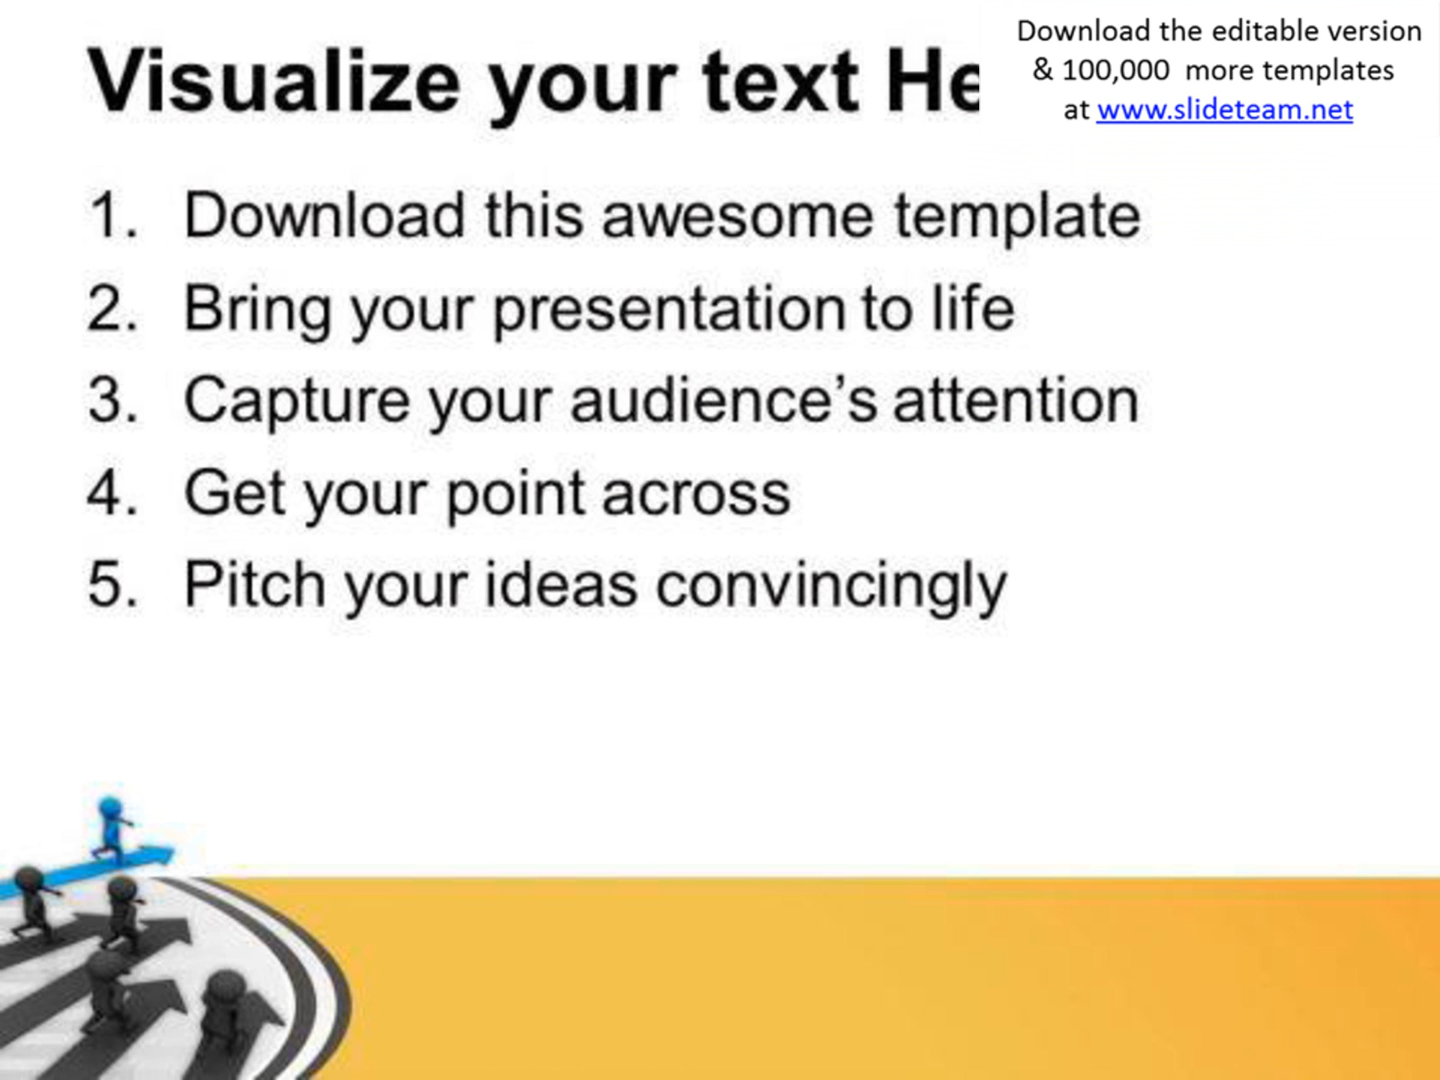 Visualize your text He
Download the editable version
& 100,000 more templates
at www.slideteam.net
1. Download this awesome template
2. Bring your presentation to life
3. Capture your audience’s attention
4. Get your point across
5. Pitch your ideas convincingly